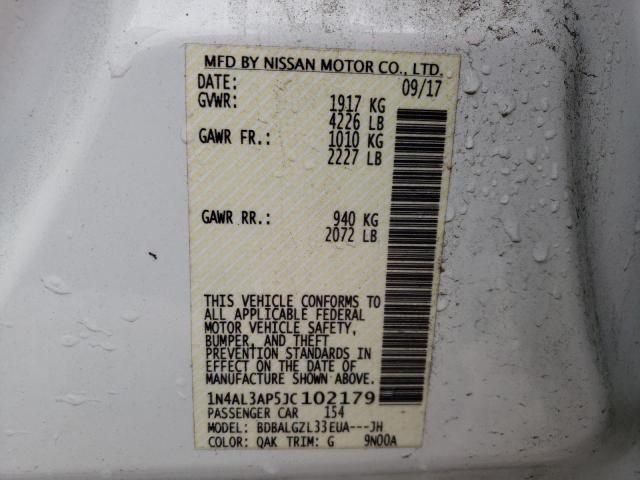 MFD BY NISSAN MOTOR CO., LTD.
DATE: 09/17
GVWR: 1917 KG
4226 LB
GAWR FR.: 1010 KG
2227 LB
GAWR RR.: 940 KG
2072 LB
THIS VEHICLE CONFORMS TO
ALL APPLICABLE FEDERAL
MOTOR VEHICLE SAFETY,
BUMPER, AND THEFT
PREVENTION STANDARDS IN
EFFECT ON THE DATE OF
MANUFACTURE SHOWN ABOVE.
1N4AL3AP5JC102179
PASSENGER CAR 154
MODEL: BDBALGZL33EUA---JH
COLOR: QAK TRIM: G 9N00A